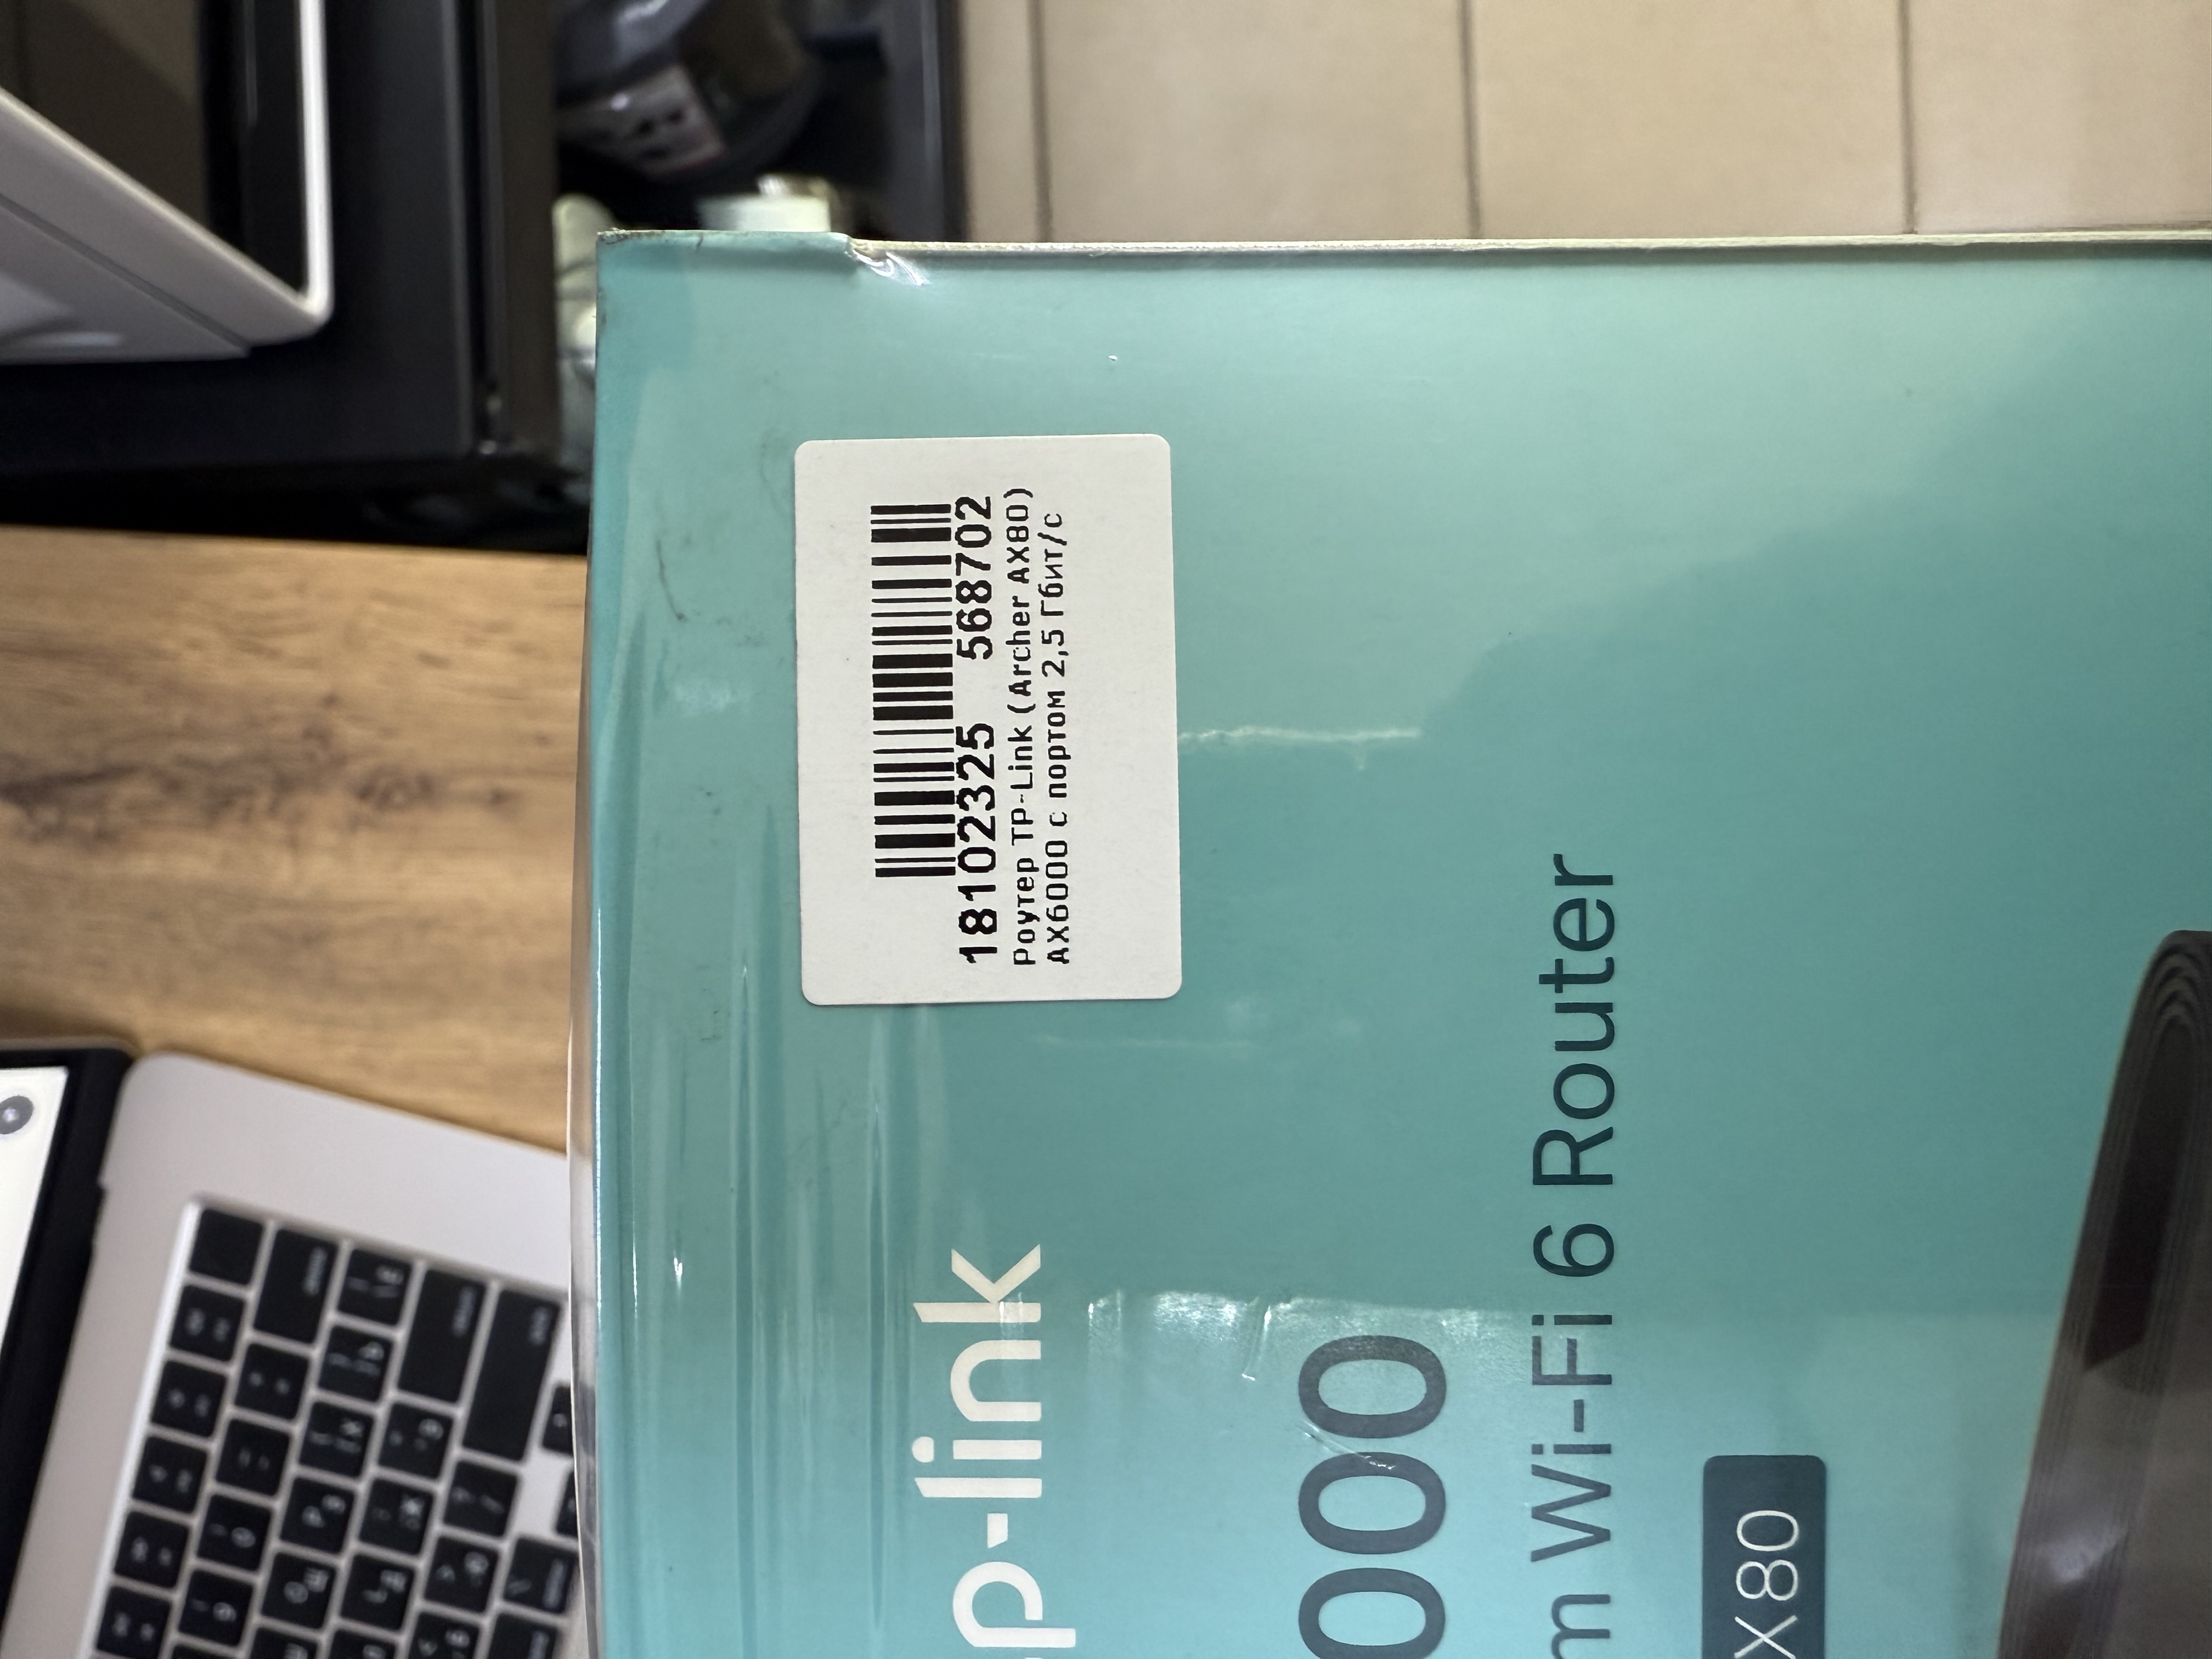 18102325 568702
Роутер TP-Link (Archer AX80)
AX6000 с портом 2,5 Гбит/с
p-link
000
m Wi-Fi 6 Router
X80